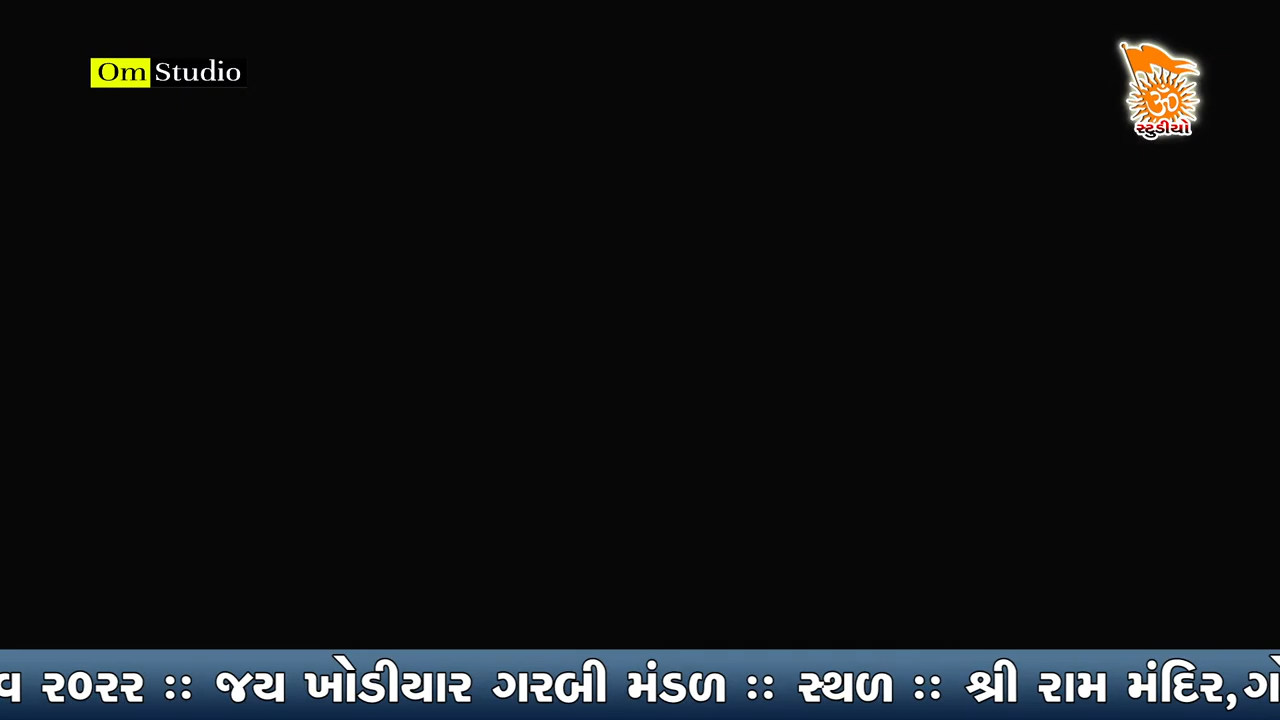 Om Studio
ૐ
સ્ટુડીયો
૨૦૨૨ :: જય ખોડીયાર ગરબી મંડળ :: સ્થળ :: શ્રી રામ મંદિર,